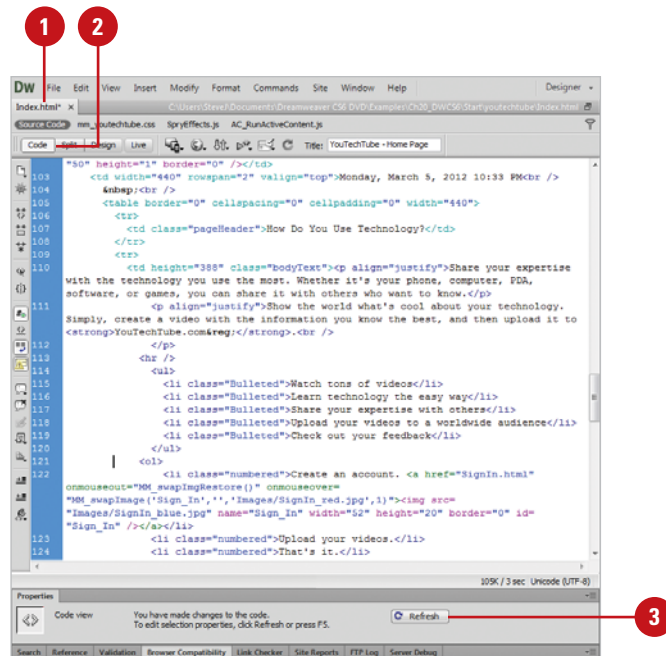 1 2
DW File Edit View Insert Modify Format Commands Site Window Help Designer
Index.html* × C:\Users\SteveJ\Documents\Dreamweaver CS6 DVD\Examples\Ch20_DWCS6\Start\youtechtube\Index.html
Source Code mm_youtechtube.css SpryEffects.js AC_RunActiveContent.js
Code Split Design Live Title: YouTechTube - Home Page
"50" height="1" border="0" /></td>
103 <td width="440" rowspan="2" valign="top">Monday, March 5, 2012 10:33 PM<br />
104 &nbsp;<br />
105 <table border="0" cellspacing="0" cellpadding="0" width="440">
106 <tr>
107 <td class="pageHeader">How Do You Use Technology?</td>
108 </tr>
109 <tr>
110 <td height="388" class="bodyText"><p align="justify">Share your expertise
with the technology you use the most. Whether it's your phone, computer, PDA,
software, or games, you can share it with others who want to know.</p>
111 <p align="justify">Show the world what's cool about your technology.
Simply, create a video with the information you know the best, and then upload it to
<strong>YouTechTube.com&reg;</strong>.<br />
112 </p>
113 <hr />
114 <ul>
115 <li class="Bulleted">Watch tons of videos</li>
116 <li class="Bulleted">Learn technology the easy way</li>
117 <li class="Bulleted">Share your expertise with others</li>
118 <li class="Bulleted">Upload your videos to a worldwide audience</li>
119 <li class="Bulleted">Check out your feedback</li>
120 </ul>
121 <ol>
122 <li class="numbered">Create an account. <a href="SignIn.html"
onmouseout="MM_swapImgRestore()" onmouseover=
"MM_swapImage('Sign_In','','Images/SignIn_red.jpg',1)"><img src=
"Images/SignIn_blue.jpg" name="Sign_In" width="52" height="20" border="0" id=
"Sign_In" /></a></li>
123 <li class="numbered">Upload your videos.</li>
124 <li class="numbered">That's it.</li>
105K / 3 sec Unicode (UTF-8)
Properties
Code view You have made changes to the code. Refresh 3
To edit selection properties, click Refresh or press F5.
Search Reference Validation Browser Compatibility Link Checker Site Reports FTP Log Server Debug